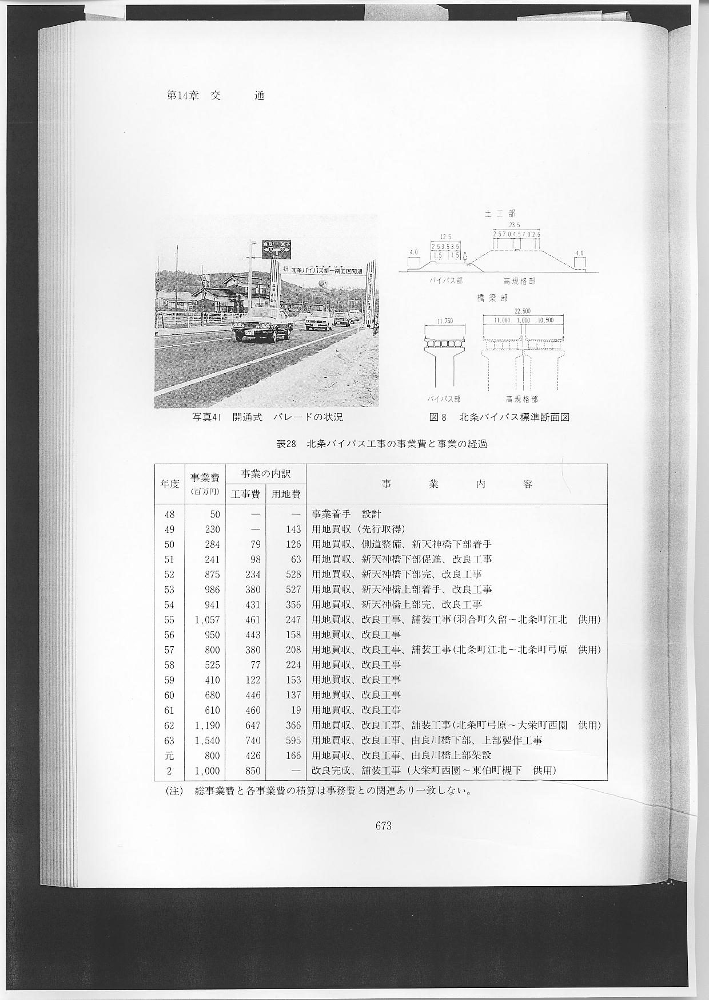 第14章　交　　　通
祝 北条バイパス第一期工区開通
土工部
23.5
2.5 7.0 4.5 7.0 2.5
12.5
2.5 3.5 3.5
1.5 1.5
4.0
4.0
バイパス部
高規格部
橋梁部
22.500
11.750
11,000 1,000 10,500
バイパス部
高規格部
写真41　開通式　パレードの状況
図8　北条バイパス標準断面図
表28　北条バイパス工事の事業費と事業の経過
年度 事業費 (百万円) 事業の内訳 事　業　内　容
工事費 用地費
48 50 ― ― 事業着手　設計
49 230 ― 143 用地買収（先行取得）
50 284 79 126 用地買収、側道整備、新天神橋下部着手
51 241 98 63 用地買収、新天神橋下部促進、改良工事
52 875 234 528 用地買収、新天神橋下部完、改良工事
53 986 380 527 用地買収、新天神橋上部着手、改良工事
54 941 431 356 用地買収、新天神橋上部完、改良工事
55 1,057 461 247 用地買収、改良工事、舗装工事(羽合町久留～北条町江北　供用)
56 950 443 158 用地買収、改良工事
57 800 380 208 用地買収、改良工事、舗装工事(北条町江北～北条町弓原　供用)
58 525 77 224 用地買収、改良工事
59 410 122 153 用地買収、改良工事
60 680 446 137 用地買収、改良工事
61 610 460 19 用地買収、改良工事
62 1,190 647 366 用地買収、改良工事、舗装工事(北条町弓原～大栄町西園　供用)
63 1,540 740 595 用地買収、改良工事、由良川橋下部、上部製作工事
元 800 426 166 用地買収、改良工事、由良川橋上部架設
2 1,000 850 ― 改良完成、舗装工事（大栄町西園～東伯町槻下　供用）
（注）　総事業費と各事業費の積算は事務費との関連あり一致しない。
673